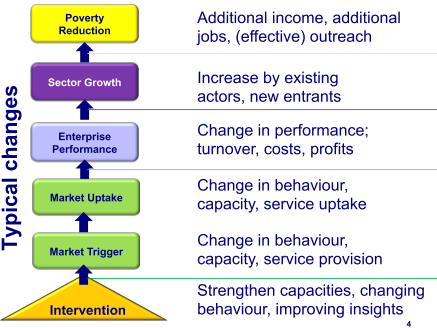 Typical changes
Poverty
Reduction
Additional income, additional
jobs, (effective) outreach
Sector Growth
Increase by existing
actors, new entrants
Enterprise
Performance
Change in performance;
turnover, costs, profits
Market Uptake
Change in behaviour,
capacity, service uptake
Market Trigger
Change in behaviour,
capacity, service provision
Intervention
Strengthen capacities, changing
behaviour, improving insights
4